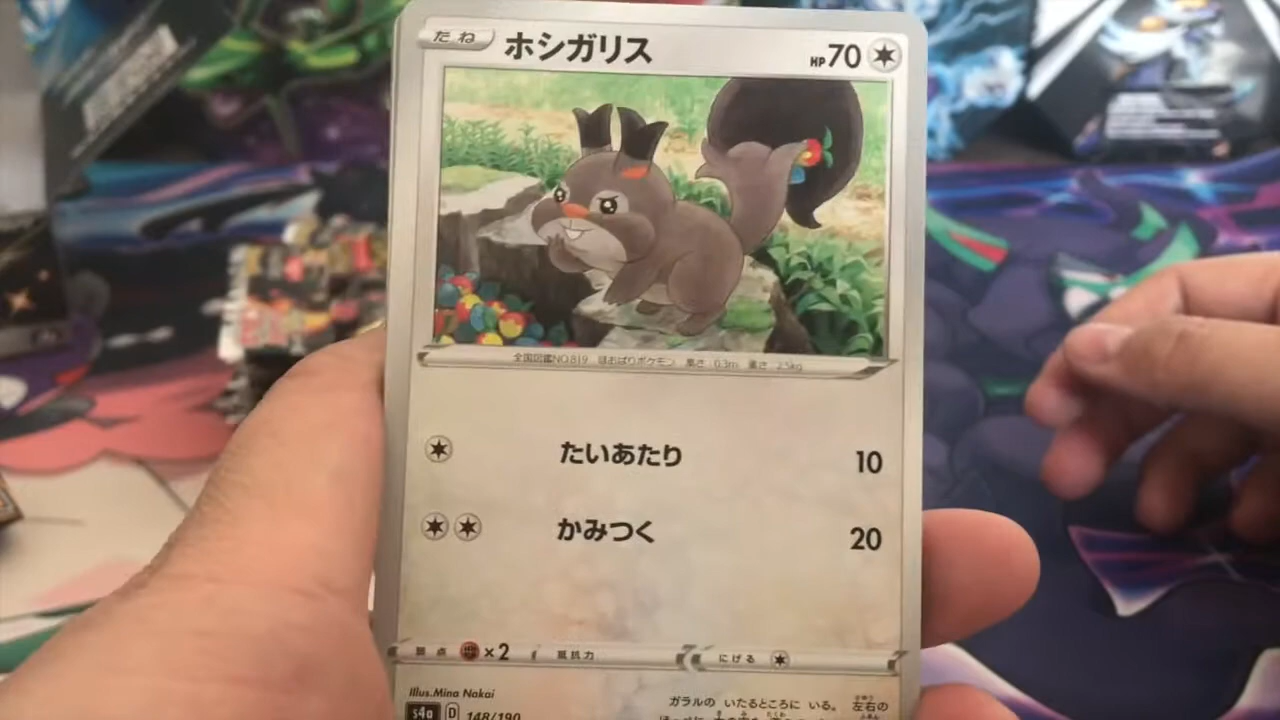 たね ホシガリス HP70
全国図鑑NO.819 ほおばりポケモン 高さ:0.3m 重さ:2.5kg
たいあたり 10
かみつく 20
弱点 ×2 抵抗力 にげる
Illus.Mina Nakai
s4a D 148/190
ガラルの いたるところに いる。 左右の